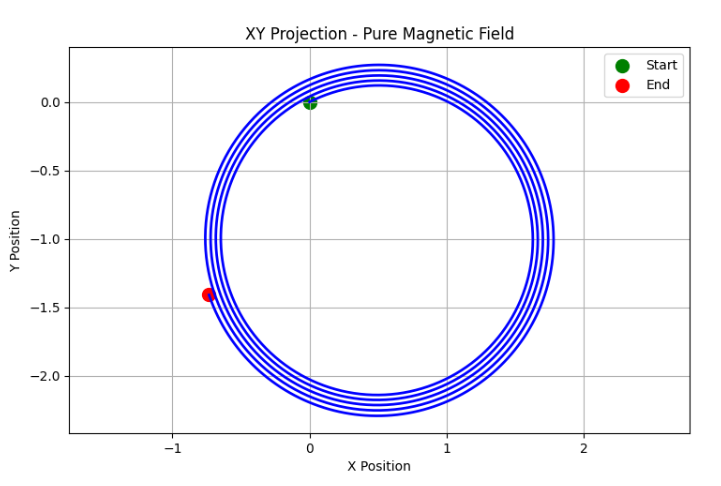 XY Projection - Pure Magnetic Field
Start
End
0.0
−0.5
−1.0
−1.5
−2.0
Y Position
−1
0
1
2
X Position